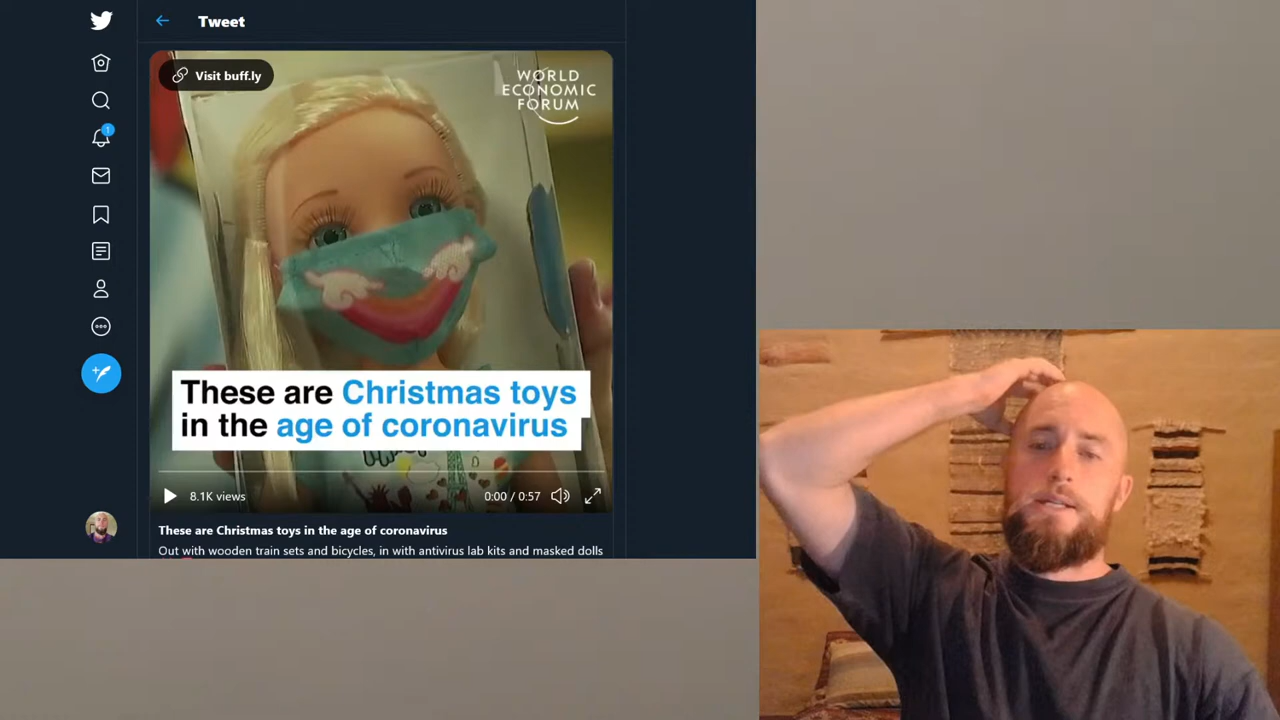 Tweet
Visit buff.ly
WORLD
ECONOMIC
FORUM
1
These are Christmas toys
in the age of coronavirus
8.1K views
0:00 / 0:57
These are Christmas toys in the age of coronavirus
Out with wooden train sets and bicycles, in with antivirus lab kits and masked dolls